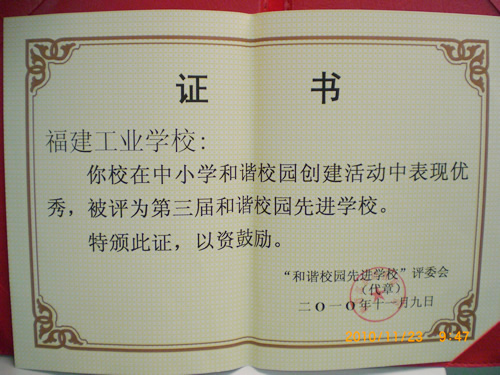 证 书
福建工业学校：
你校在中小学和谐校园创建活动中表现优
秀，被评为第三届和谐校园先进学校。
特颁此证，以资鼓励。
“和谐校园先进学校”评委会
（代章）
二〇一〇年十一月九日
2010/11/23 9:47